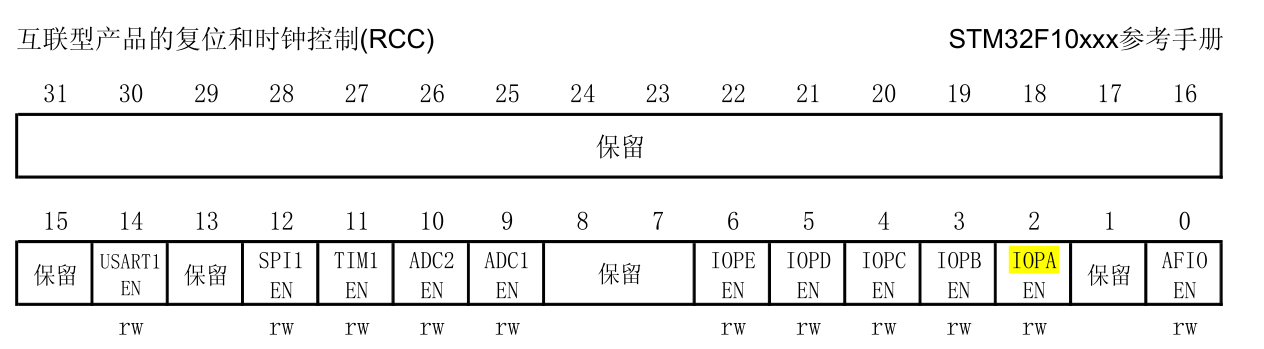 互联型产品的复位和时钟控制(RCC) STM32F10xxx参考手册
31 30 29 28 27 26 25 24 23 22 21 20 19 18 17 16
保留
15 14 13 12 11 10 9 8 7 6 5 4 3 2 1 0
保留 USART1 EN 保留 SPI1 EN TIM1 EN ADC2 EN ADC1 EN 保留 IOPE EN IOPD EN IOPC EN IOPB EN IOPA EN 保留 AFIO EN
rw rw rw rw rw rw rw rw rw rw rw